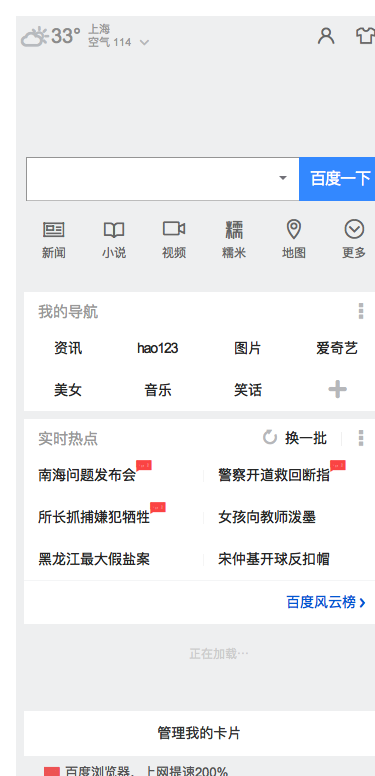 33° 上海
空气 114
百度一下
新闻 小说 视频 糯米 地图 更多
我的导航
资讯 hao123 图片 爱奇艺
美女 音乐 笑话
实时热点 换一批
南海问题发布会 警察开道救回断指
所长抓捕嫌犯牺牲 女孩向教师泼墨
黑龙江最大假盐案 宋仲基开球反扣帽
百度风云榜
正在加载…
管理我的卡片
百度浏览器，上网提速200%